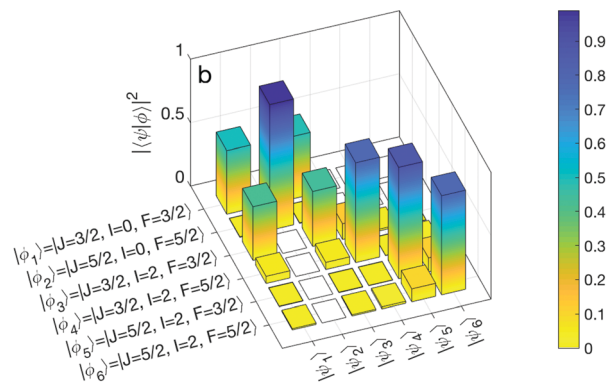 b
1
0.5
0
|⟨ψ|ϕ⟩|²
|ϕ₁⟩=|J=3/2, I=0, F=3/2⟩
|ϕ₂⟩=|J=5/2, I=0, F=5/2⟩
|ϕ₃⟩=|J=3/2, I=2, F=3/2⟩
|ϕ₄⟩=|J=3/2, I=2, F=5/2⟩
|ϕ₅⟩=|J=5/2, I=2, F=3/2⟩
|ϕ₆⟩=|J=5/2, I=2, F=5/2⟩
|ψ₁⟩
|ψ₂⟩
|ψ₃⟩
|ψ₄⟩
|ψ₅⟩
|ψ₆⟩
0.9
0.8
0.7
0.6
0.5
0.4
0.3
0.2
0.1
0